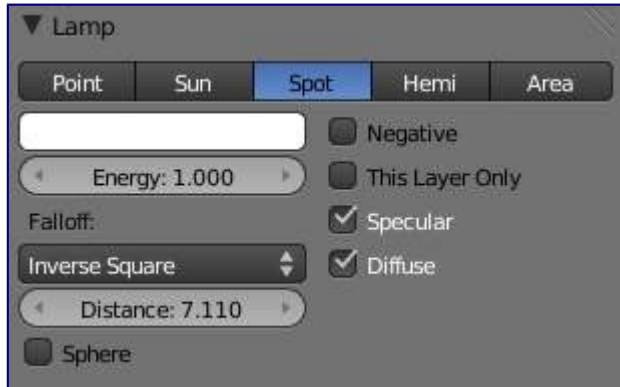 Lamp
Point Sun Spot Hemi Area
Negative
Energy: 1.000 This Layer Only
Falloff: Specular
Inverse Square Diffuse
Distance: 7.110
Sphere